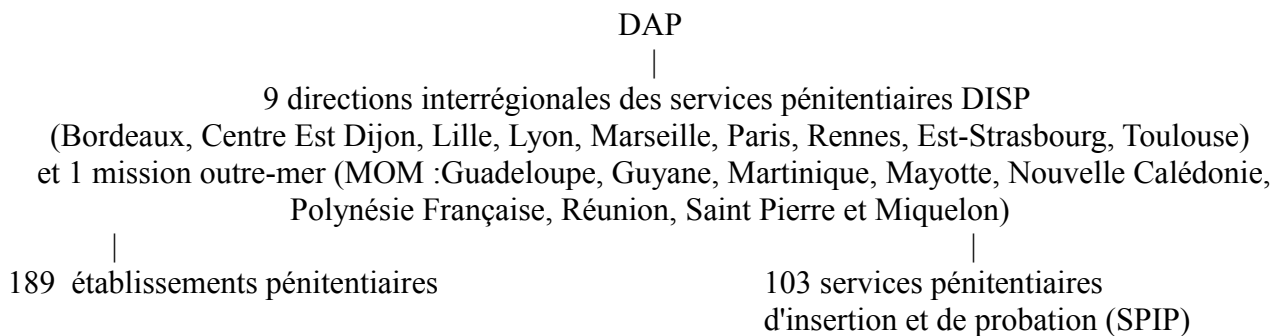 DAP
9 directions interrégionales des services pénitentiaires DISP
(Bordeaux, Centre Est Dijon, Lille, Lyon, Marseille, Paris, Rennes, Est-Strasbourg, Toulouse)
et 1 mission outre-mer (MOM :Guadeloupe, Guyane, Martinique, Mayotte, Nouvelle Calédonie,
Polynésie Française, Réunion, Saint Pierre et Miquelon)
189 établissements pénitentiaires
103 services pénitentiaires
d'insertion et de probation (SPIP)